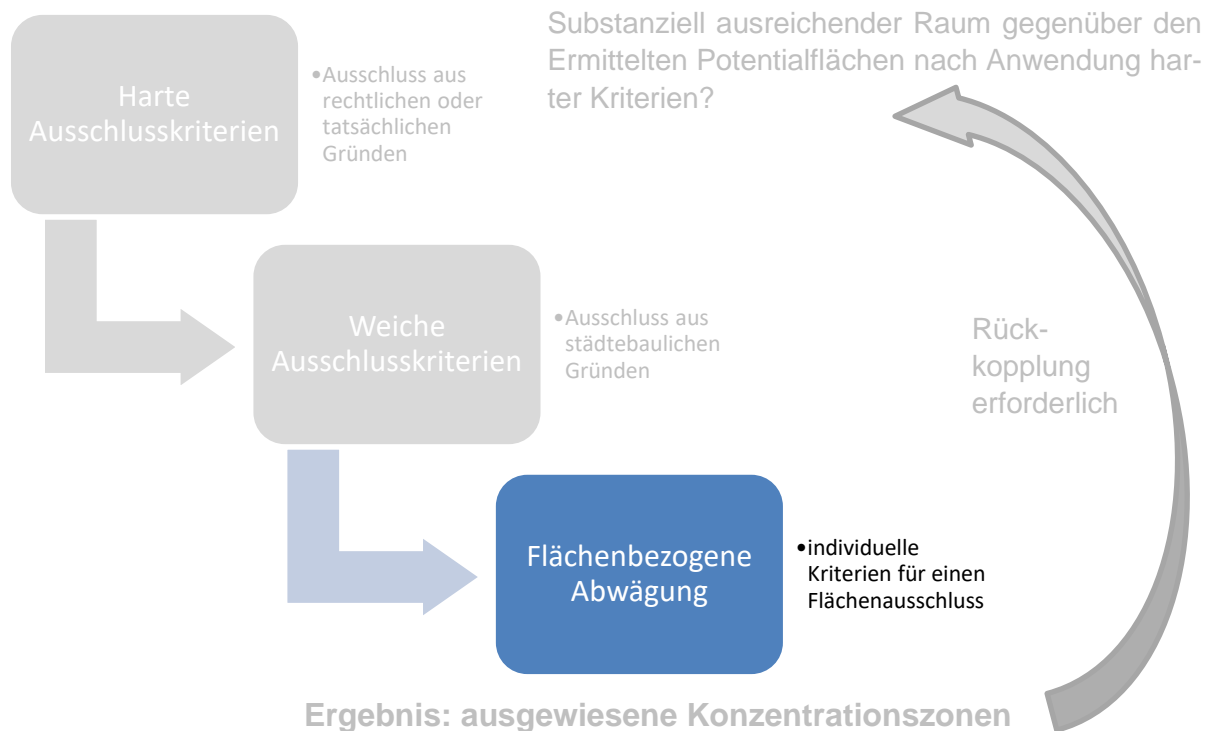 Substanziell ausreichender Raum gegenüber den
Ermittelten Potentialflächen nach Anwendung har-
ter Kriterien?
Harte
Ausschlusskriterien
•Ausschluss aus
rechtlichen oder
tatsächlichen
Gründen
Weiche
Ausschlusskriterien
•Ausschluss aus
städtebaulichen
Gründen
Rück-
kopplung
erforderlich
Flächenbezogene
Abwägung
•individuelle
Kriterien für einen
Flächenausschluss
Ergebnis: ausgewiesene Konzentrationszonen